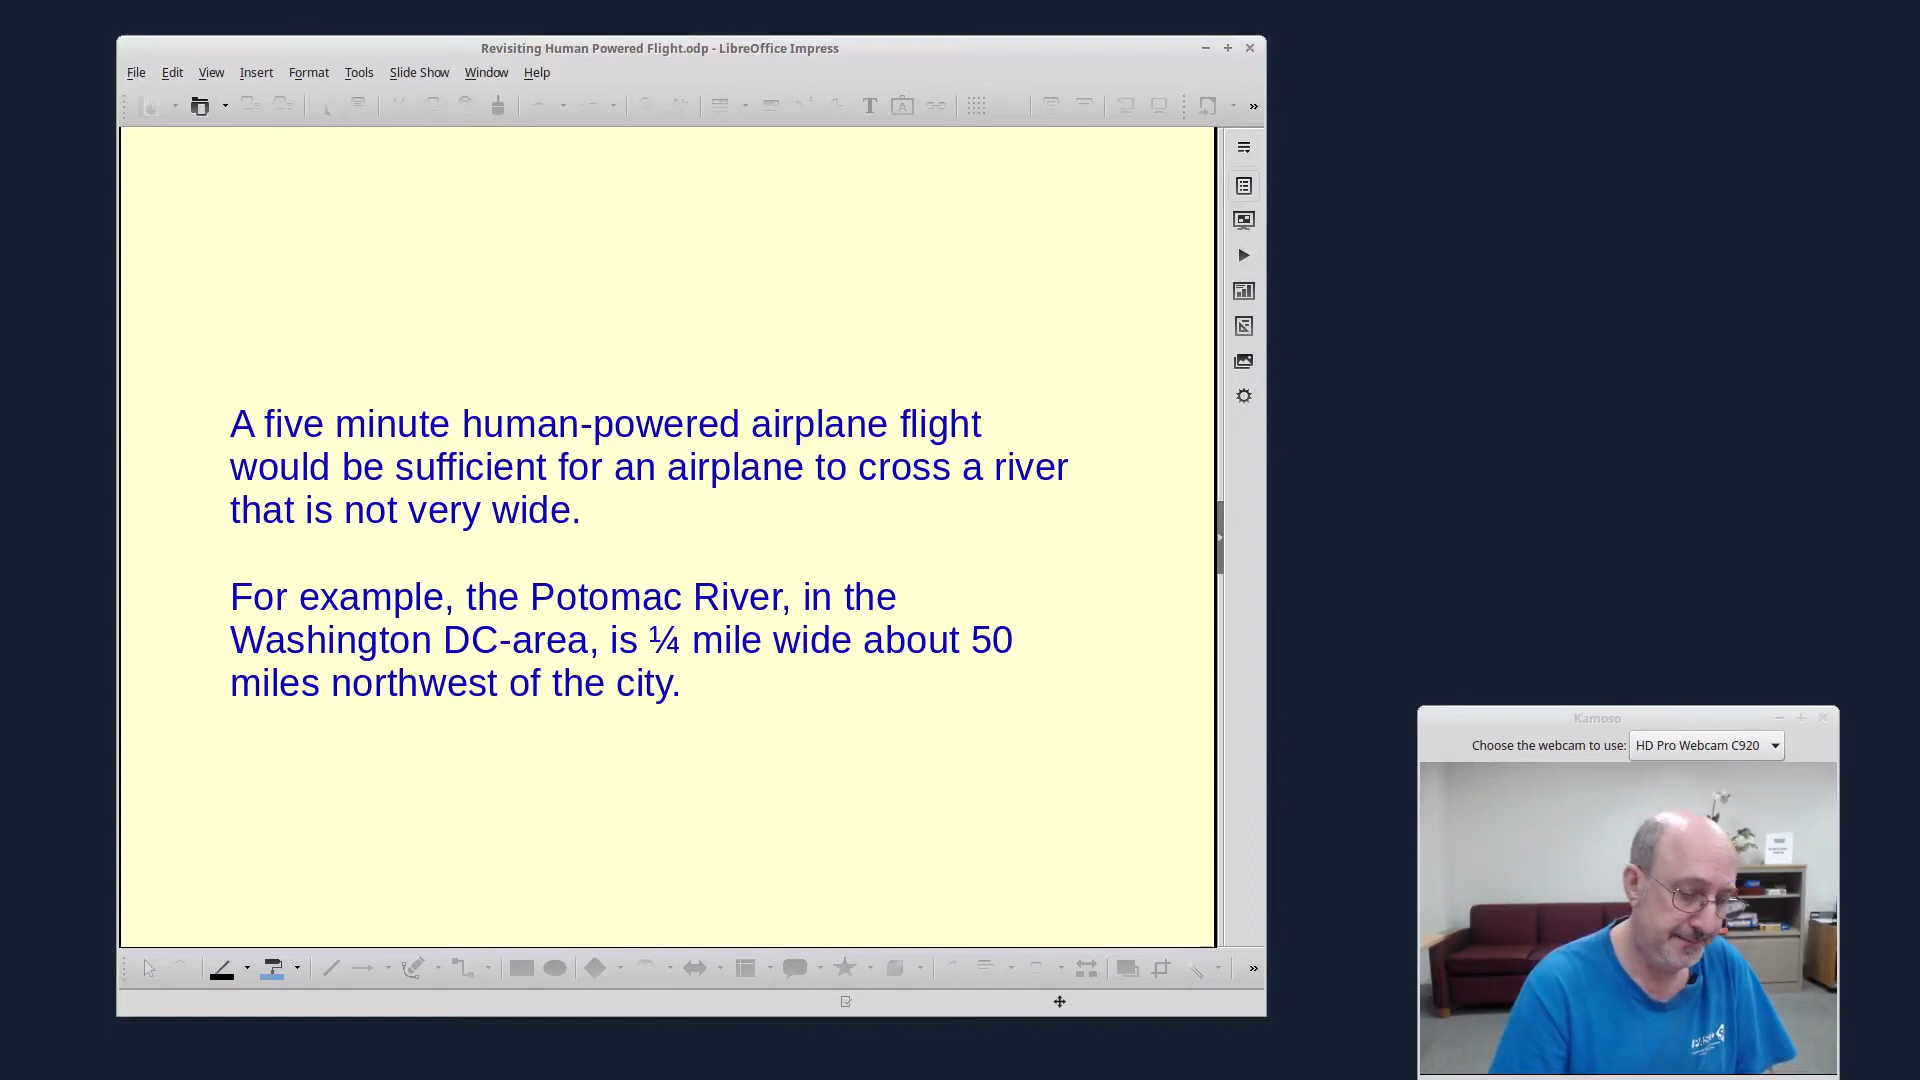 Revisiting Human Powered Flight.odp - LibreOffice Impress
File Edit View Insert Format Tools Slide Show Window Help
A five minute human-powered airplane flight
would be sufficient for an airplane to cross a river
that is not very wide.
For example, the Potomac River, in the
Washington DC-area, is ¼ mile wide about 50
miles northwest of the city.
Kamoso
Choose the webcam to use: HD Pro Webcam C920